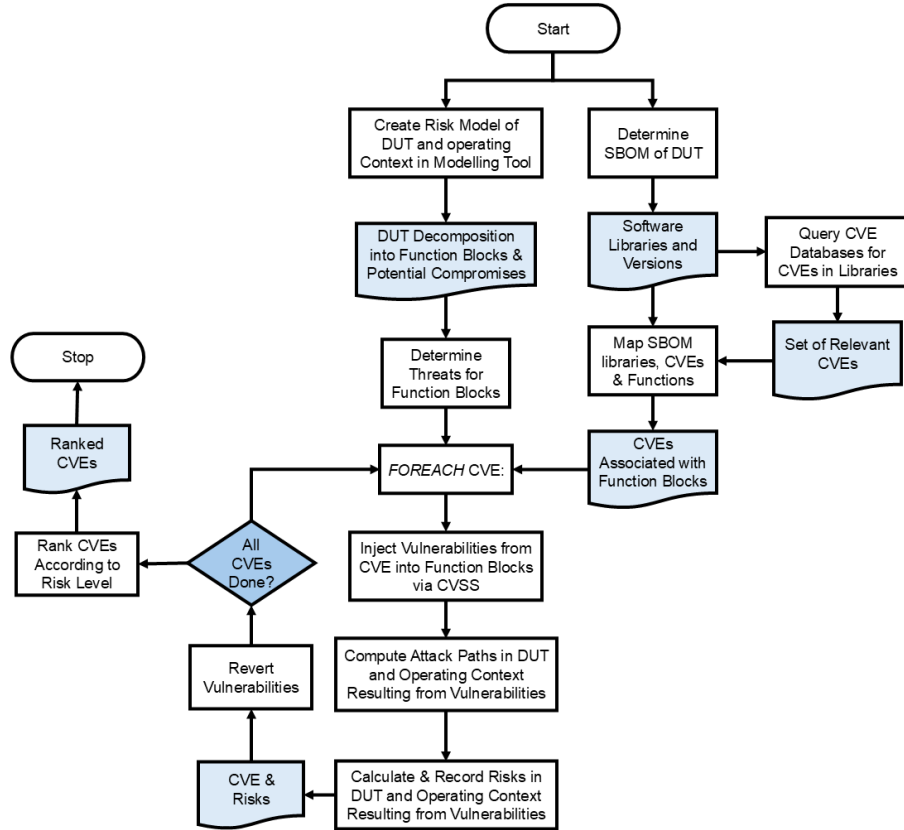 Start
Create Risk Model of
DUT and operating
Context in Modelling Tool
Determine
SBOM of DUT
DUT Decomposition
into Function Blocks &
Potential Compromises
Software
Libraries and
Versions
Query CVE
Databases for
CVEs in Libraries
Stop
Determine
Threats for
Function Blocks
Map SBOM
libraries, CVEs
& Functions
Set of Relevant
CVEs
Ranked
CVEs
FOREACH CVE:
CVEs
Associated with
Function Blocks
Rank CVEs
According to
Risk Level
All
CVEs
Done?
Inject Vulnerabilities from
CVE into Function Blocks
via CVSS
Revert
Vulnerabilities
Compute Attack Paths in DUT
and Operating Context
Resulting from Vulnerabilities
CVE &
Risks
Calculate & Record Risks in
DUT and Operating Context
Resulting from Vulnerabilities